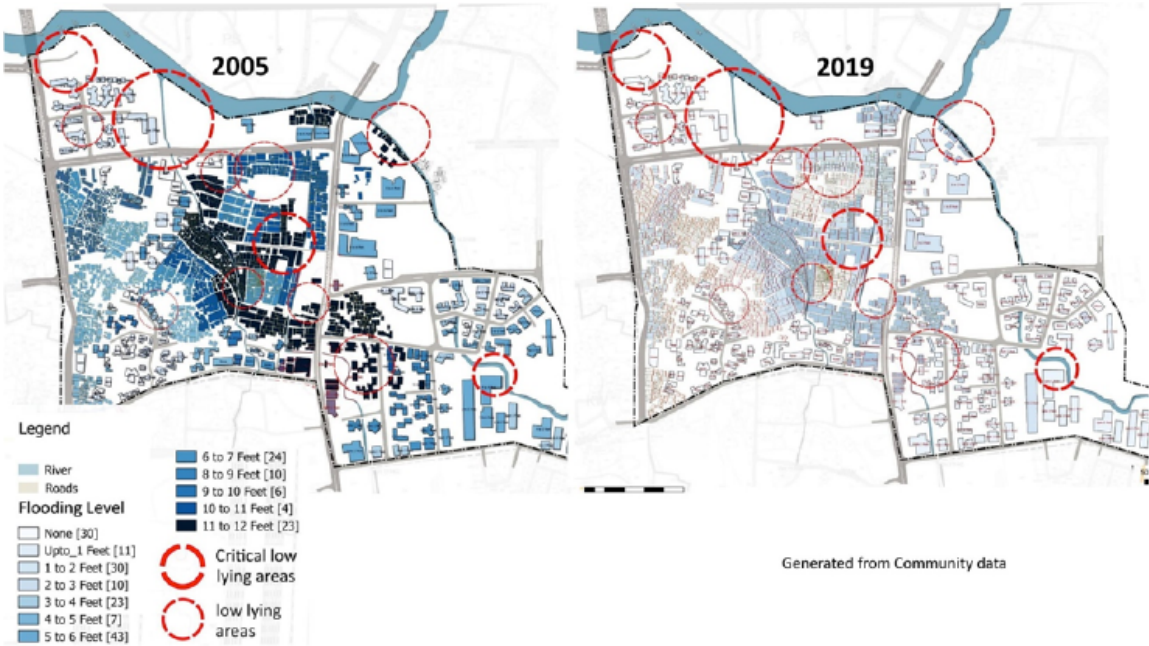 2005
2019
Legend
River
Roads
Flooding Level
None [30]
Upto_1 Feet [11]
1 to 2 Feet [30]
2 to 3 Feet [10]
3 to 4 Feet [23]
4 to 5 Feet [7]
5 to 6 Feet [43]
6 to 7 Feet [24]
8 to 9 Feet [10]
9 to 10 Feet [6]
10 to 11 Feet [4]
11 to 12 Feet [23]
Critical low
lying areas
low lying
areas
Generated from Community data